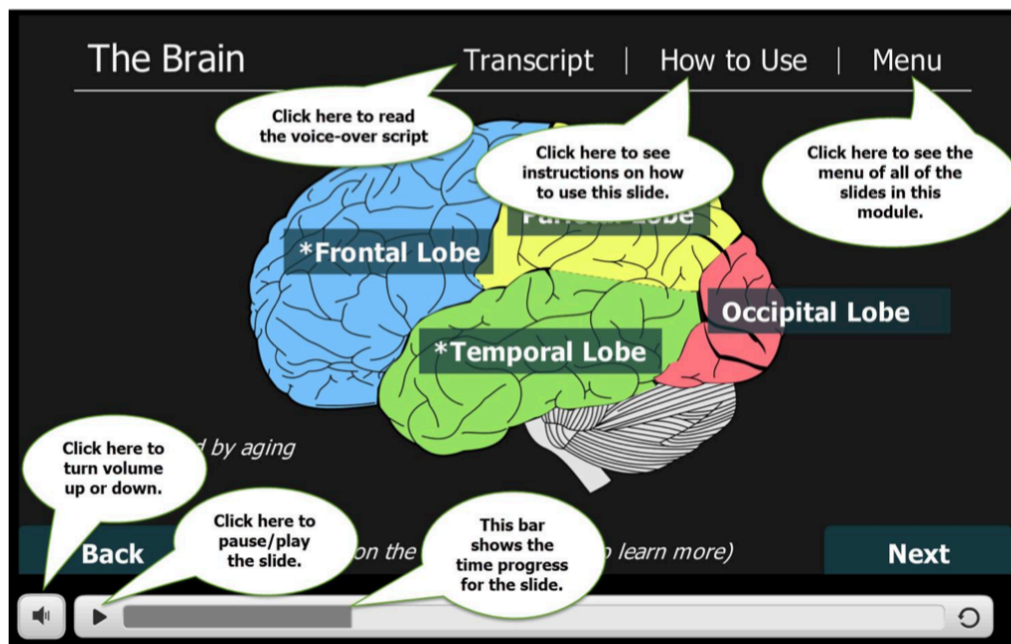 The Brain
Transcript | How to Use | Menu
Click here to read
the voice-over script
Click here to see
instructions on how
to use this slide.
Click here to see the
menu of all of the
slides in this
module.
Parietal Lobe
*Frontal Lobe
Occipital Lobe
*Temporal Lobe
Click here to
turn volume
up or down.
by aging
Click here to
pause/play
the slide.
This bar
shows the
time progress
for the slide.
Back
on the
learn more)
Next